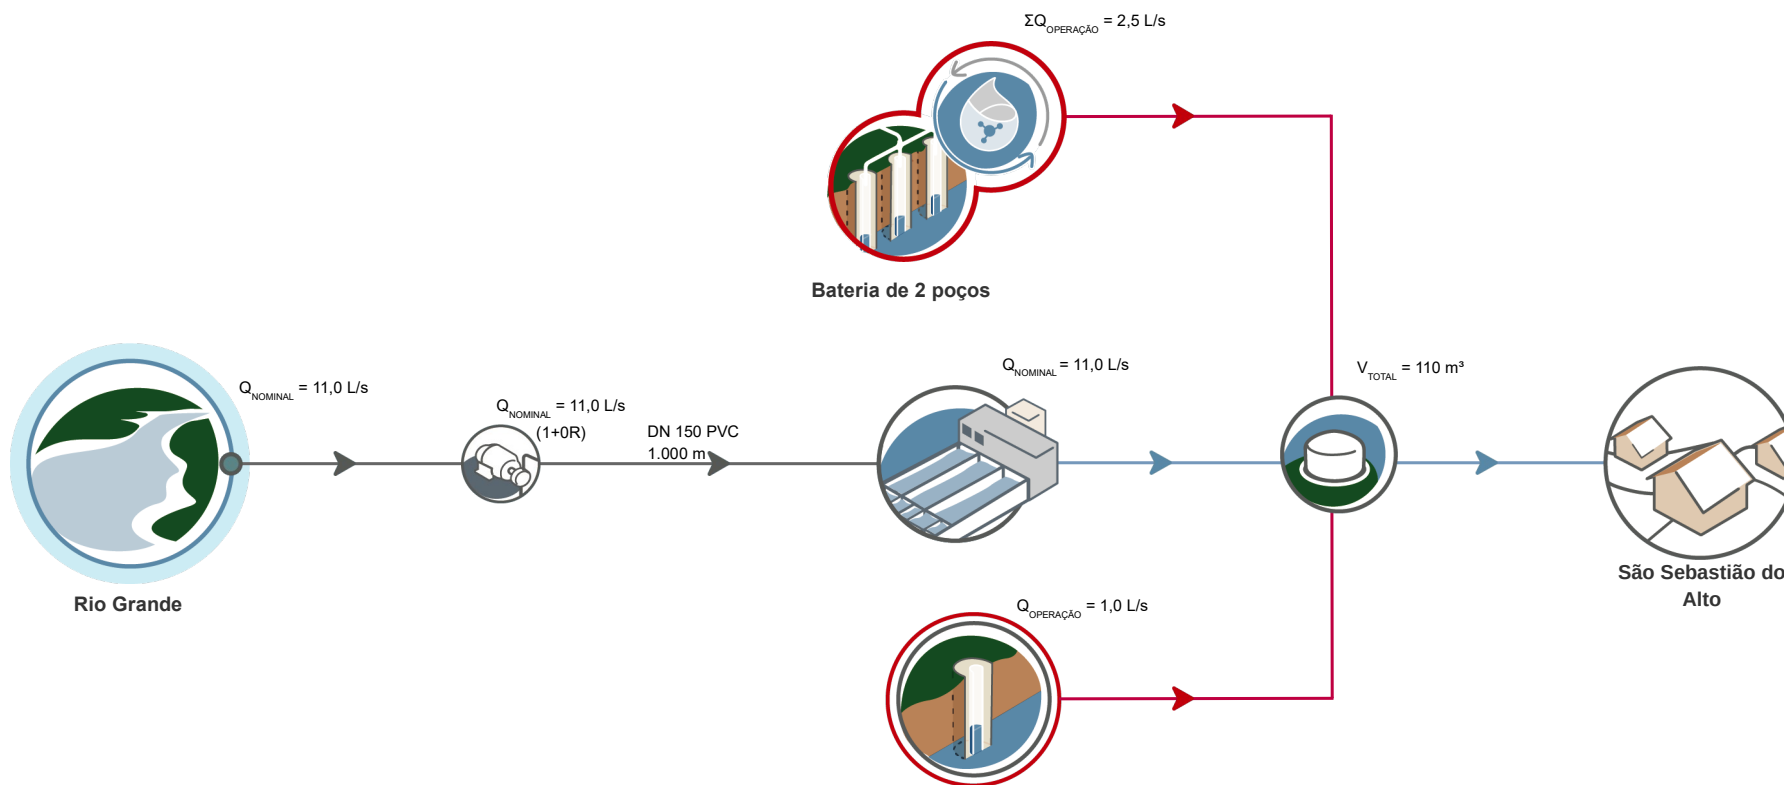 ΣQOPERAÇÃO = 2,5 L/s
Bateria de 2 poços
QNOMINAL = 11,0 L/s
QNOMINAL = 11,0 L/s
(1+0R)
DN 150 PVC
1.000 m
QNOMINAL = 11,0 L/s
VTOTAL = 110 m³
Rio Grande
São Sebastião do
Alto
QOPERAÇÃO = 1,0 L/s